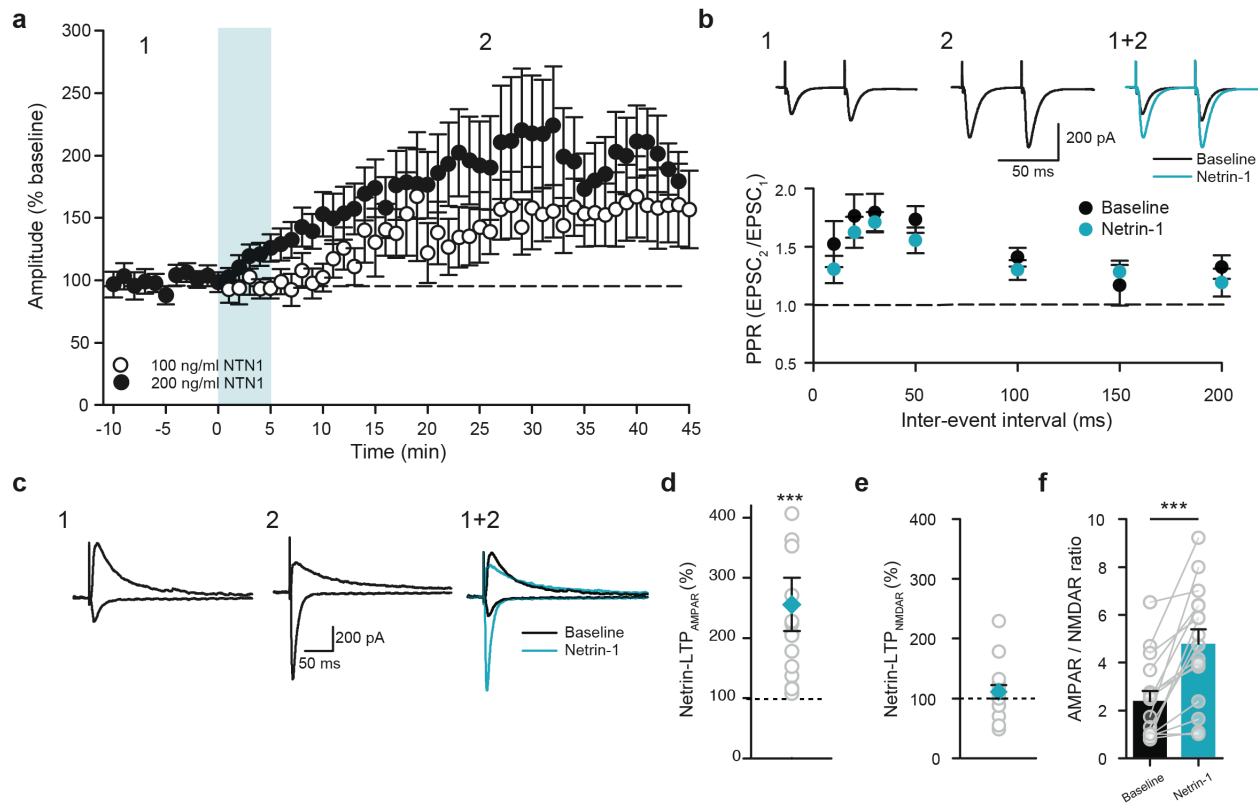 a
1
2
300
250
200
150
100
50
0
Amplitude (% baseline)
100 ng/ml NTN1
200 ng/ml NTN1
-10 -5 0 5 10 15 20 25 30 35 40 45
Time (min)
b
1
2
1+2
200 pA
50 ms
Baseline
Netrin-1
2.0
1.5
1.0
0.5
PPR (EPSC2/EPSC1)
Baseline
Netrin-1
0 50 100 150 200
Inter-event interval (ms)
c
1
2
1+2
200 pA
50 ms
Baseline
Netrin-1
d
***
400
300
200
100
0
Netrin-LTPAMPAR (%)
e
400
300
200
100
0
Netrin-LTPNMDAR (%)
f
***
10
8
6
4
2
0
AMPAR / NMDAR ratio
Baseline
Netrin-1